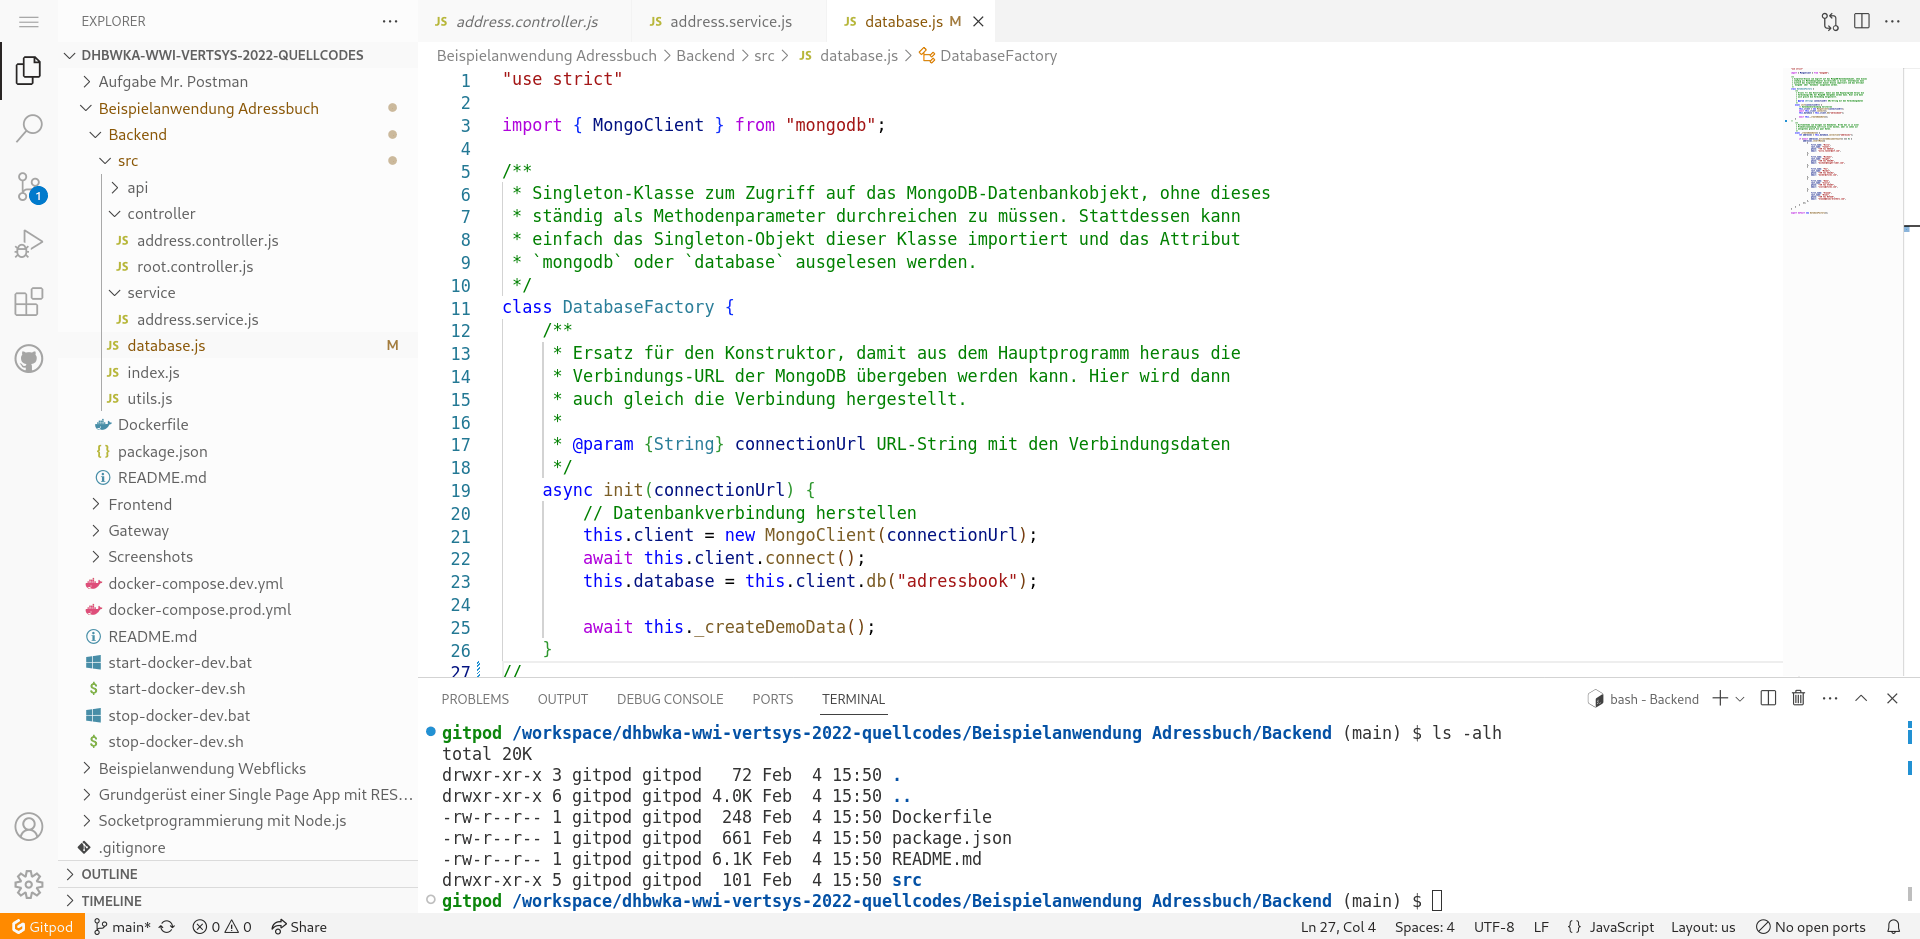 EXPLORER
DHBWKA-WWI-VERTSYS-2022-QUELLCODES
Aufgabe Mr. Postman
Beispielanwendung Adressbuch
Backend
src
api
controller
JS address.controller.js
JS root.controller.js
service
JS address.service.js
JS database.js M
JS index.js
JS utils.js
Dockerfile
{} package.json
README.md
Frontend
Gateway
Screenshots
docker-compose.dev.yml
docker-compose.prod.yml
README.md
start-docker-dev.bat
$ start-docker-dev.sh
stop-docker-dev.bat
$ stop-docker-dev.sh
Beispielanwendung Webflicks
Grundgerüst einer Single Page App mit RES...
Socketprogrammierung mit Node.js
.gitignore
OUTLINE
TIMELINE
1
JS address.controller.js JS address.service.js JS database.js M
Beispielanwendung Adressbuch > Backend > src > JS database.js > DatabaseFactory
1 "use strict"
2
3 import { MongoClient } from "mongodb";
4
5 /**
6  * Singleton-Klasse zum Zugriff auf das MongoDB-Datenbankobjekt, ohne dieses
7  * ständig als Methodenparameter durchreichen zu müssen. Stattdessen kann
8  * einfach das Singleton-Objekt dieser Klasse importiert und das Attribut
9  * `mongodb` oder `database` ausgelesen werden.
10  */
11 class DatabaseFactory {
12     /**
13      * Ersatz für den Konstruktor, damit aus dem Hauptprogramm heraus die
14      * Verbindungs-URL der MongoDB übergeben werden kann. Hier wird dann
15      * auch gleich die Verbindung hergestellt.
16      *
17      * @param {String} connectionUrl URL-String mit den Verbindungsdaten
18      */
19     async init(connectionUrl) {
20         // Datenbankverbindung herstellen
21         this.client = new MongoClient(connectionUrl);
22         await this.client.connect();
23         this.database = this.client.db("adressbook");
24
25         await this._createDemoData();
26     }
27 //
PROBLEMS OUTPUT DEBUG CONSOLE PORTS TERMINAL bash - Backend
gitpod /workspace/dhbwka-wwi-vertsys-2022-quellcodes/Beispielanwendung Adressbuch/Backend (main) $ ls -alh
total 20K
drwxr-xr-x 3 gitpod gitpod   72 Feb  4 15:50 .
drwxr-xr-x 6 gitpod gitpod 4.0K Feb  4 15:50 ..
-rw-r--r-- 1 gitpod gitpod  248 Feb  4 15:50 Dockerfile
-rw-r--r-- 1 gitpod gitpod  661 Feb  4 15:50 package.json
-rw-r--r-- 1 gitpod gitpod 6.1K Feb  4 15:50 README.md
drwxr-xr-x 5 gitpod gitpod  101 Feb  4 15:50 src
gitpod /workspace/dhbwka-wwi-vertsys-2022-quellcodes/Beispielanwendung Adressbuch/Backend (main) $
Gitpod main* 0 0 Share Ln 27, Col 4 Spaces: 4 UTF-8 LF {} JavaScript Layout: us No open ports